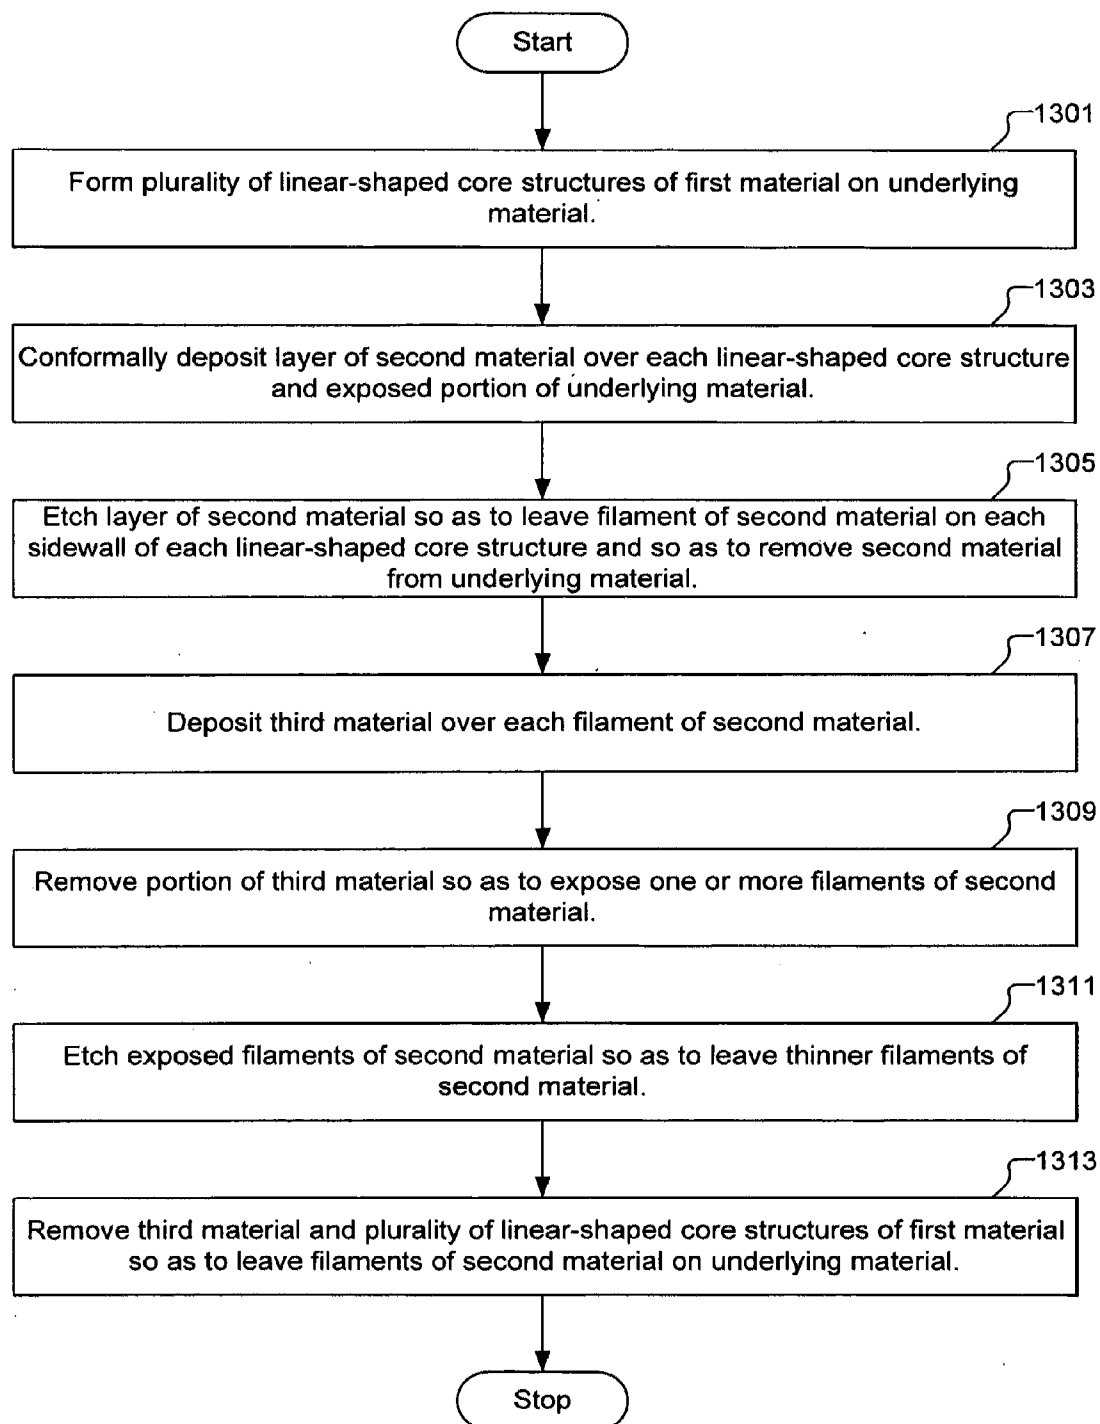 Start
1301
Form plurality of linear-shaped core structures of first material on underlying
material.
1303
Conformally deposit layer of second material over each linear-shaped core structure
and exposed portion of underlying material.
1305
Etch layer of second material so as to leave filament of second material on each
sidewall of each linear-shaped core structure and so as to remove second material
from underlying material.
1307
Deposit third material over each filament of second material.
1309
Remove portion of third material so as to expose one or more filaments of second
material.
1311
Etch exposed filaments of second material so as to leave thinner filaments of
second material.
1313
Remove third material and plurality of linear-shaped core structures of first material
so as to leave filaments of second material on underlying material.
Stop